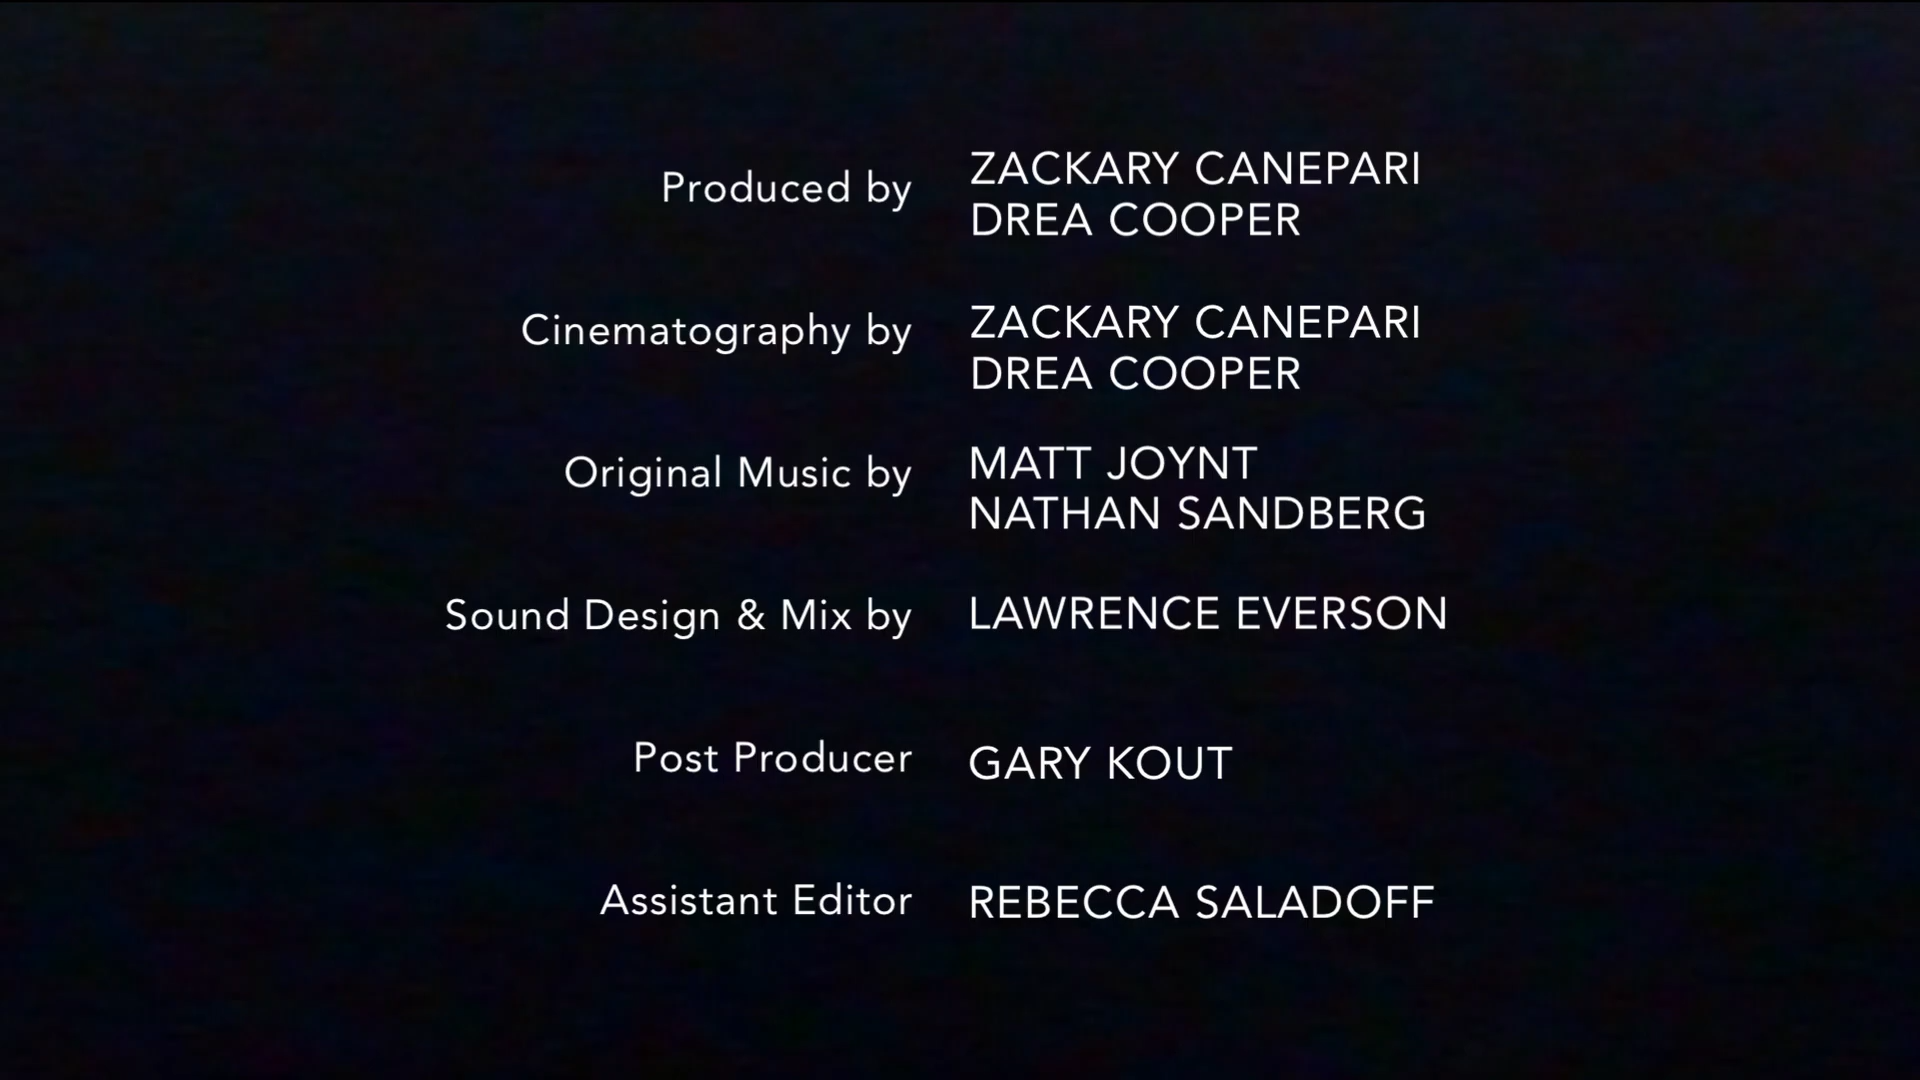 Produced by ZACKARY CANEPARI
DREA COOPER
Cinematography by ZACKARY CANEPARI
DREA COOPER
Original Music by MATT JOYNT
NATHAN SANDBERG
Sound Design & Mix by LAWRENCE EVERSON
Post Producer GARY KOUT
Assistant Editor REBECCA SALADOFF